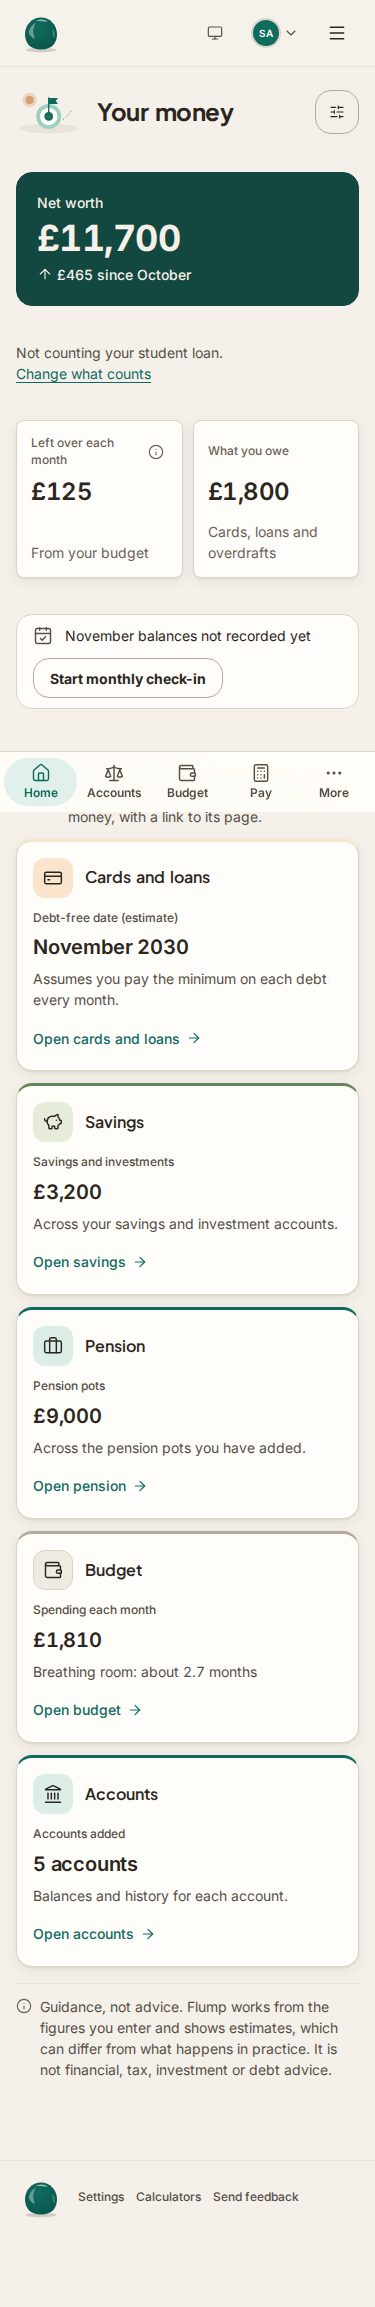 SA
Your money
Net worth
£11,700
↑ £465 since October
Not counting your student loan.
Change what counts
Left over each
month
£125
From your budget
What you owe
£1,800
Cards, loans and
overdrafts
November balances not recorded yet
Start monthly check-in
Home
Accounts
Budget
Pay
More
money, with a link to its page.
Cards and loans
Debt-free date (estimate)
November 2030
Assumes you pay the minimum on each debt
every month.
Open cards and loans →
Savings
Savings and investments
£3,200
Across your savings and investment accounts.
Open savings →
Pension
Pension pots
£9,000
Across the pension pots you have added.
Open pension →
Budget
Spending each month
£1,810
Breathing room: about 2.7 months
Open budget →
Accounts
Accounts added
5 accounts
Balances and history for each account.
Open accounts →
Guidance, not advice. Flump works from the
figures you enter and shows estimates, which
can differ from what happens in practice. It is
not financial, tax, investment or debt advice.
Settings
Calculators
Send feedback